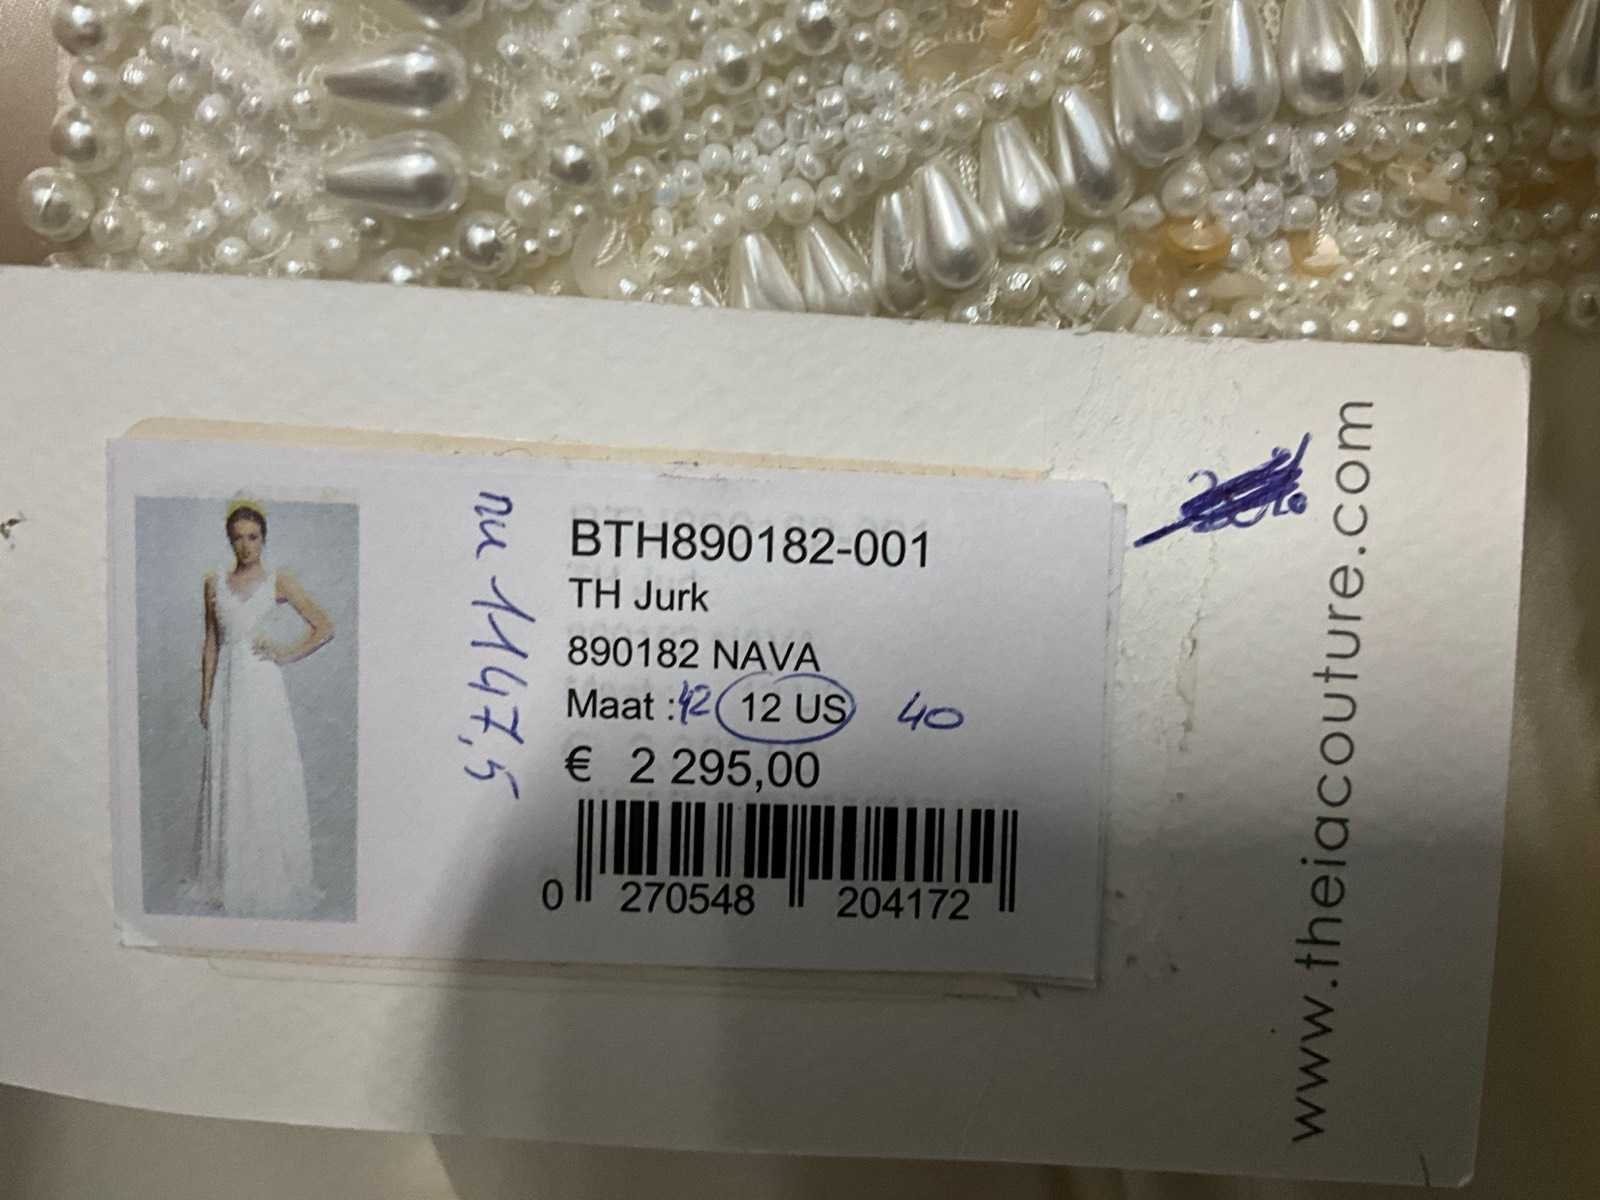 nu 1147,5
BTH890182-001
TH Jurk
890182 NAVA
Maat : 42 12 US 40
€ 2 295,00
0 270548 204172
www.theiacouture.com